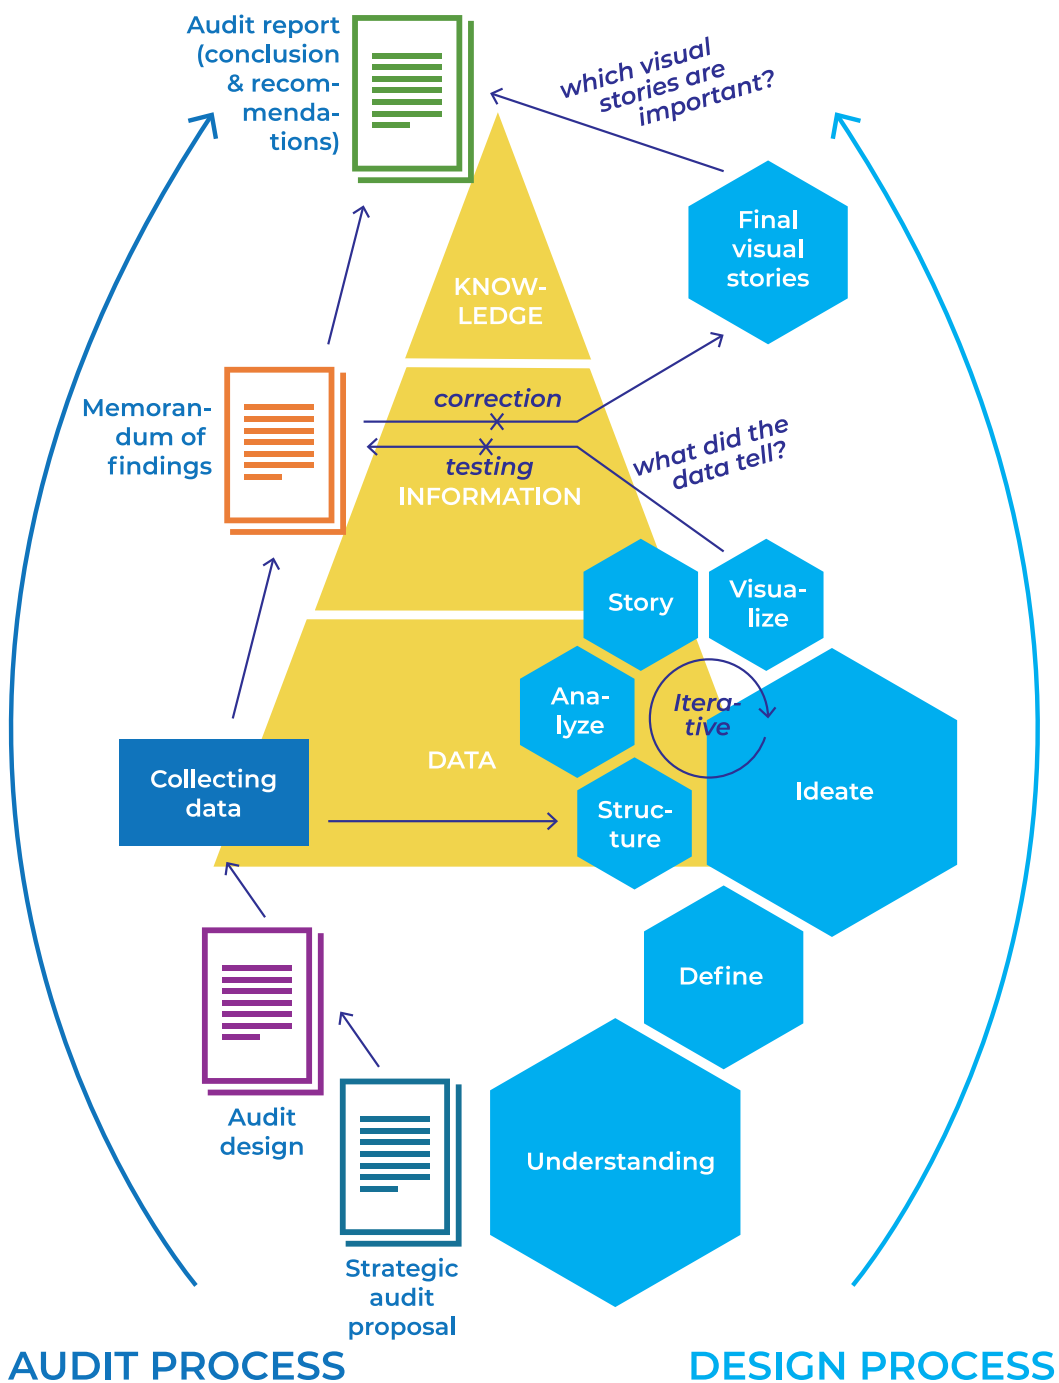 Audit report
(conclusion
& recom-
menda-
tions)
which visual
stories are
important?
Final
visual
stories
KNOW-
LEDGE
Memoran-
dum of
findings
correction
testing
INFORMATION
what did the
data tell?
Story
Visua-
lize
Ana-
lyze
Itera-
tive
DATA
Collecting
data
Struc-
ture
Ideate
Define
Audit
design
Understanding
Strategic
audit
proposal
AUDIT PROCESS
DESIGN PROCESS